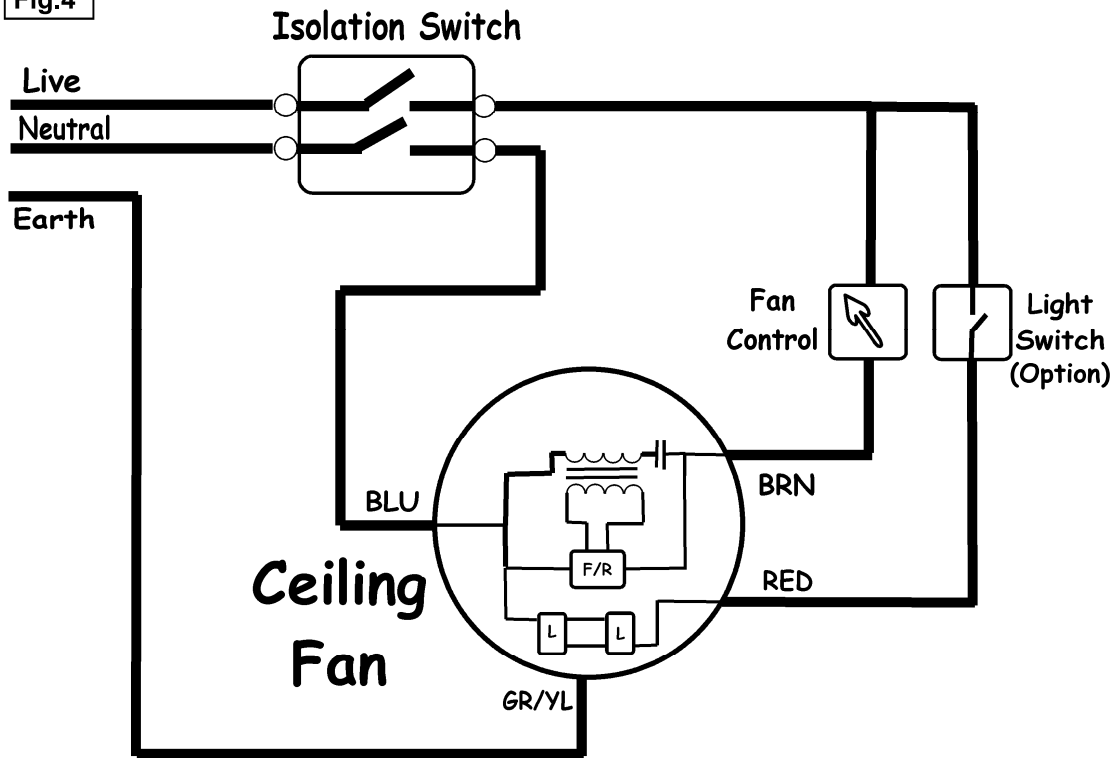 Fig.4
Isolation Switch
Live
Neutral
Earth
Fan
Control
Light
Switch
(Option)
BLU
BRN
F/R
RED
L L
Ceiling
Fan
GR/YL